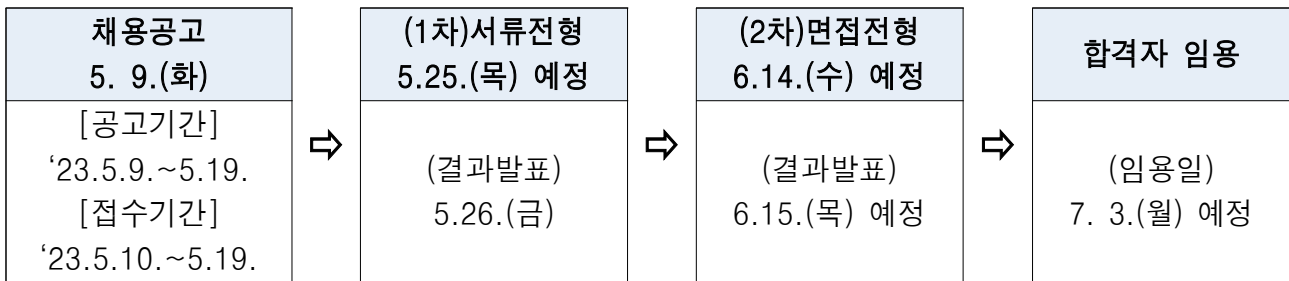 채용공고
5. 9.(화)
[공고기간]
‘23.5.9.~5.19.
[접수기간]
‘23.5.10.~5.19.
⇨
(1차)서류전형
5.25.(목) 예정
(결과발표)
5.26.(금)
⇨
(2차)면접전형
6.14.(수) 예정
(결과발표)
6.15.(목) 예정
⇨
합격자 임용
(임용일)
7. 3.(월) 예정